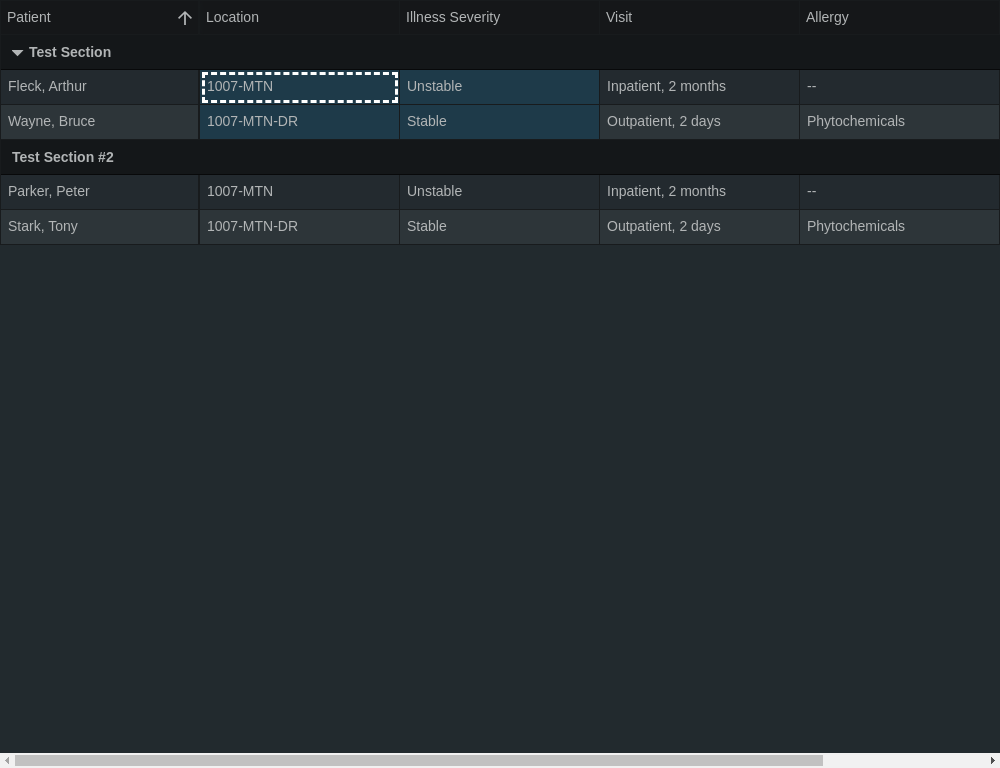 Patient Location Illness Severity Visit Allergy
Test Section
Fleck, Arthur 1007-MTN Unstable Inpatient, 2 months --
Wayne, Bruce 1007-MTN-DR Stable Outpatient, 2 days Phytochemicals
Test Section #2
Parker, Peter 1007-MTN Unstable Inpatient, 2 months --
Stark, Tony 1007-MTN-DR Stable Outpatient, 2 days Phytochemicals